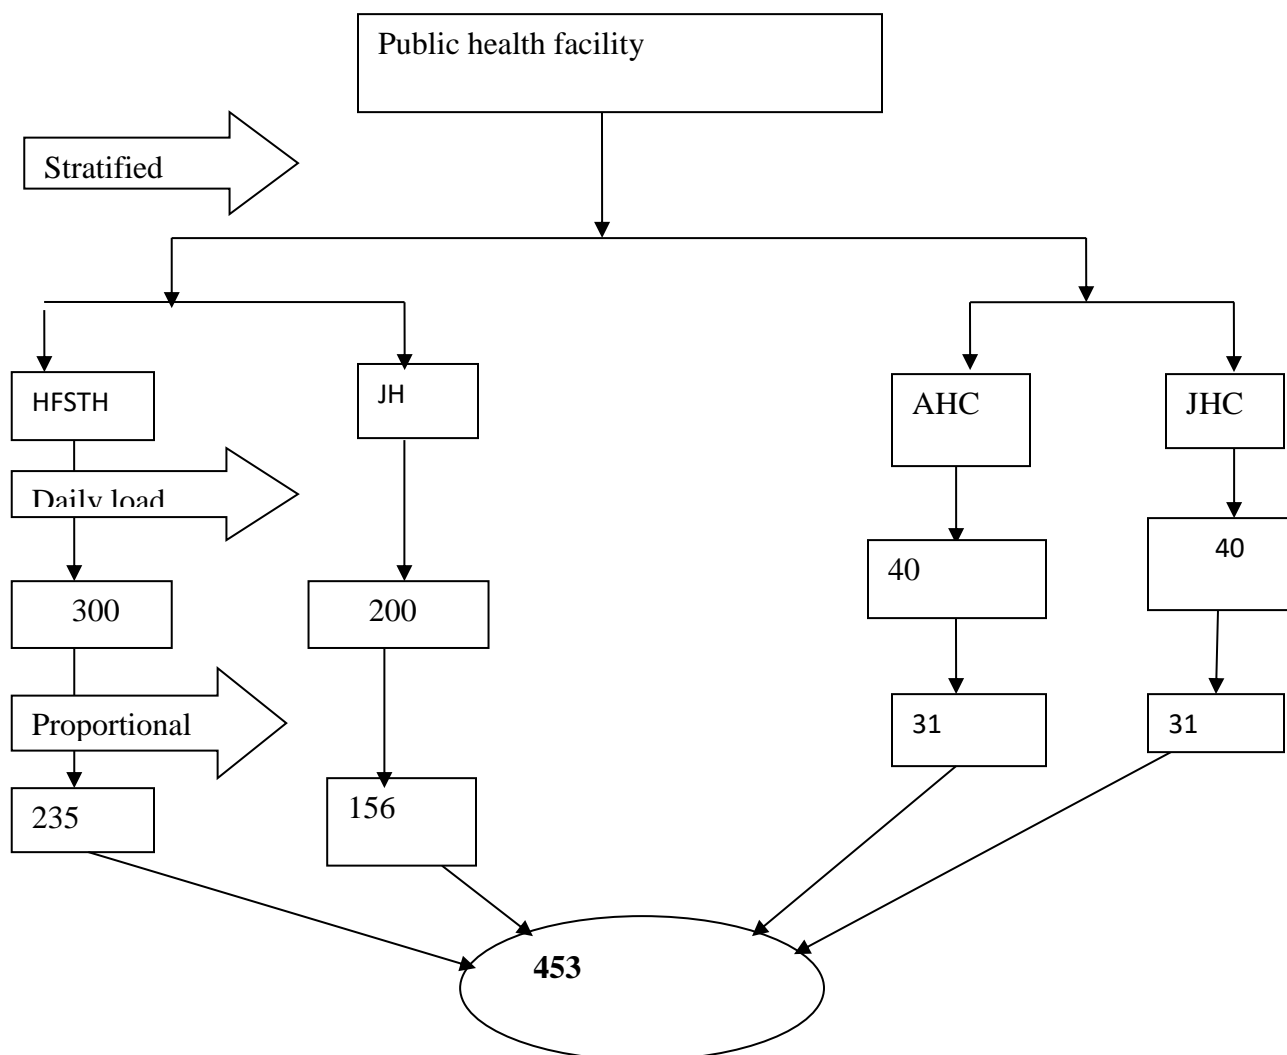 Public health facility
Stratified
HFSTH
JH
AHC
JHC
Daily load
300
200
40
40
Proportional
31
31
235
156
453